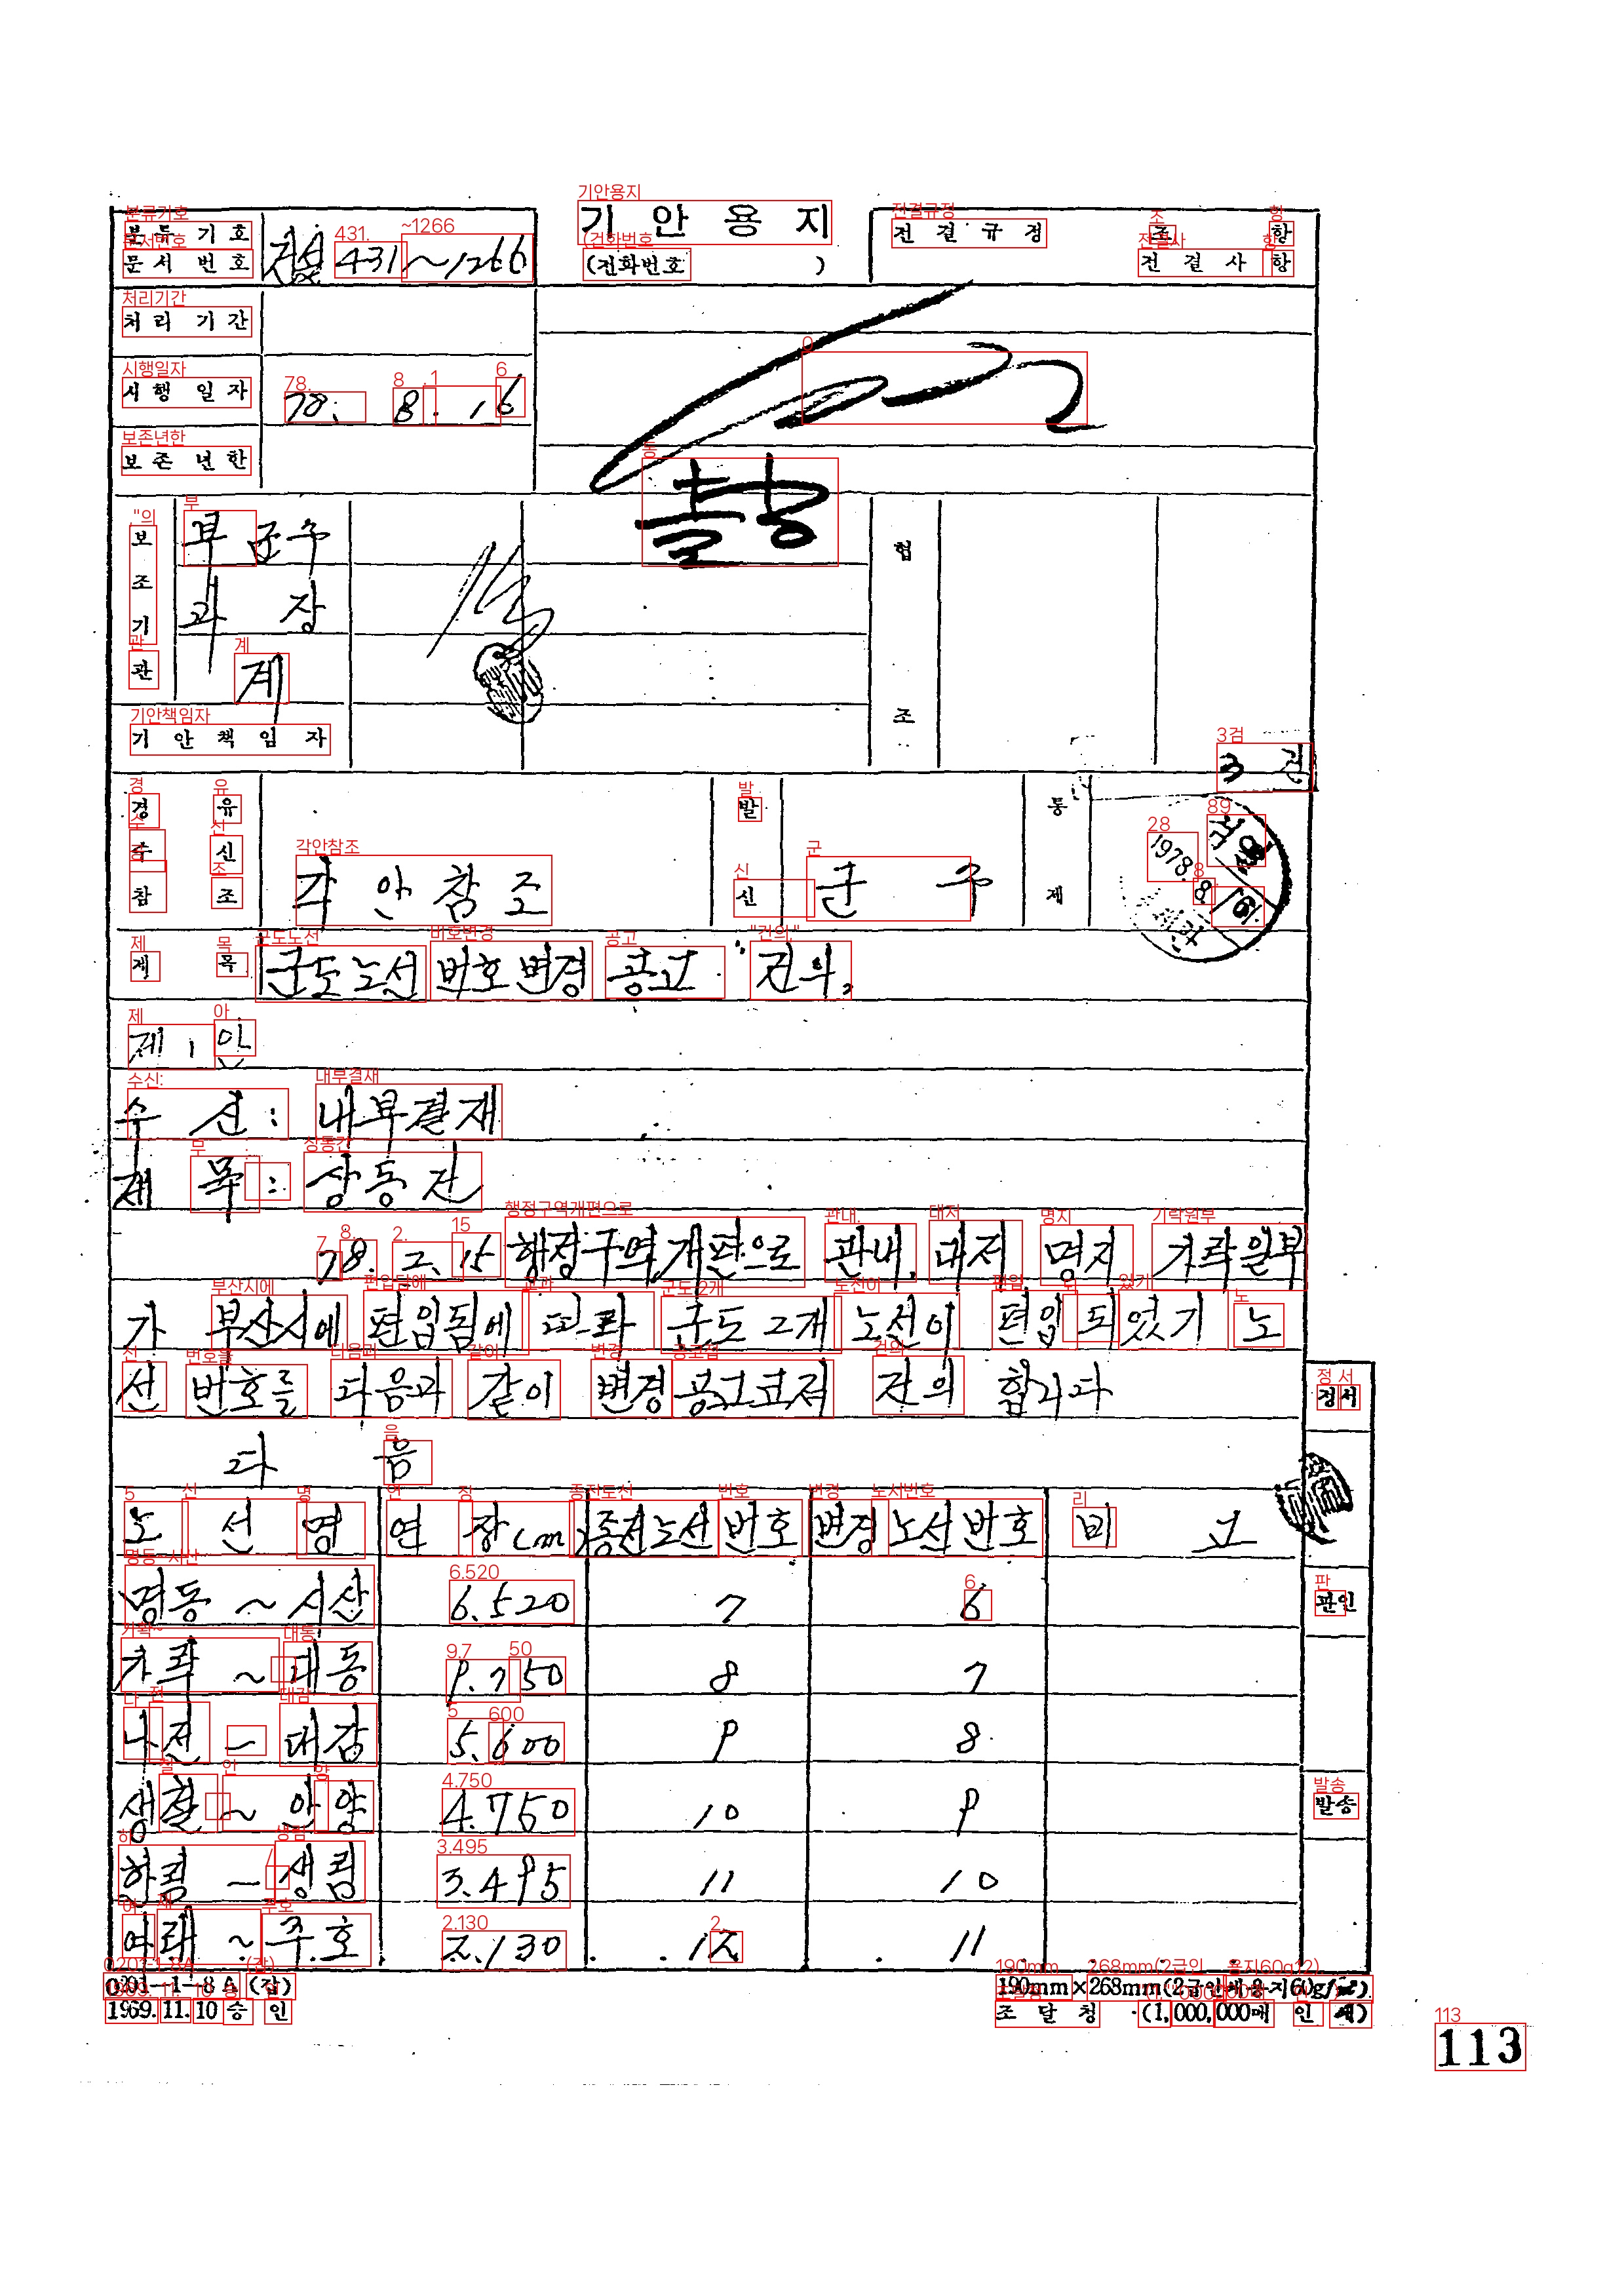 기안용지
분류기호
문서번호 건설 431~1266
(전화번호 )
전결규정 조 항
전결사항
처리기간
시행일자 78. 8. 16
보존년한
보조기관 부군수
과장
계
기안책임자
협조
경유
수신
참조 각안참조
발신 군수
통제
1978. 8. 16
제목 군도노선 번호변경 공고 건의,
제1안
수신: 내부결재
제목: 상동건
78. 2. 15 행정구역개편으로 관내, 대저 명지 가락일부
가 부산시에 편입됨에 따라 군도 2개 노선이 편입 되었기 노
선 번호를 다음과 같이 변경 공고코저 건의 합니다
다음
노선명 연장(m) 종전노선번호 변경노선번호 비고
명동 ~ 시산 6.520 7 6
가락 ~ 대동 9.750 8 7
나전 - 대감 5.600 9 8
생철 ~ 안양 4.750 10 9
- 생림 3.495 11 10
여래 ~ 주호 2.130 12 11
정서
관인
발송
0201-1-8A (갑)
1969. 11. 10 승인
190mm×268mm(2급인쇄용지60g/㎡)
조달청 (1,000,000매 인쇄)
113